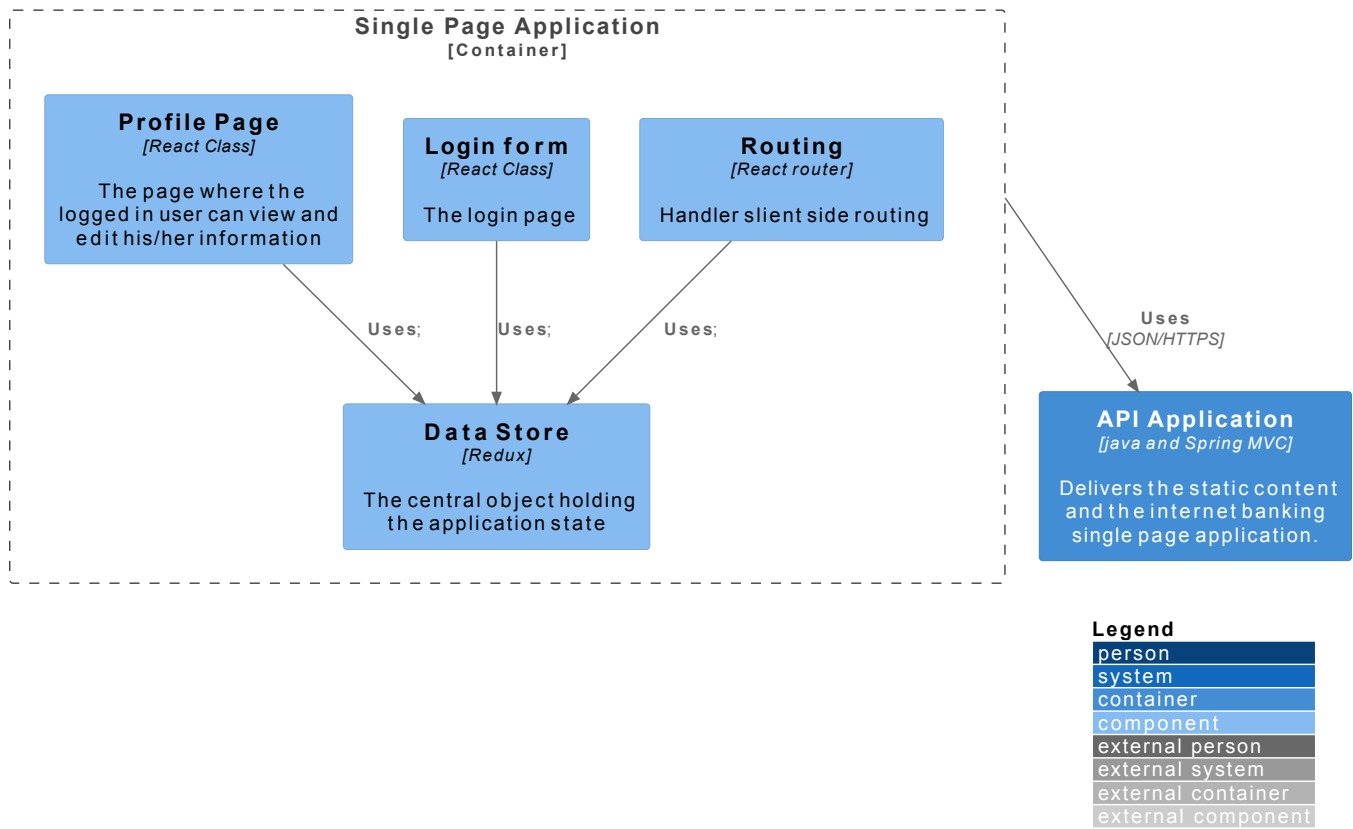 Single Page Application
[Container]
Profile Page
[React Class]
The page where the
logged in user can view and
edit his/her information
Login form
[React Class]
The login page
Routing
[React router]
Handler slient side routing
Uses;
Uses;
Uses;
Uses
[JSON/HTTPS]
Data Store
[Redux]
The central object holding
the application state
API Application
[java and Spring MVC]
Delivers the static content
and the internet banking
single page application.
Legend
person
system
container
component
external person
external system
external container
external component